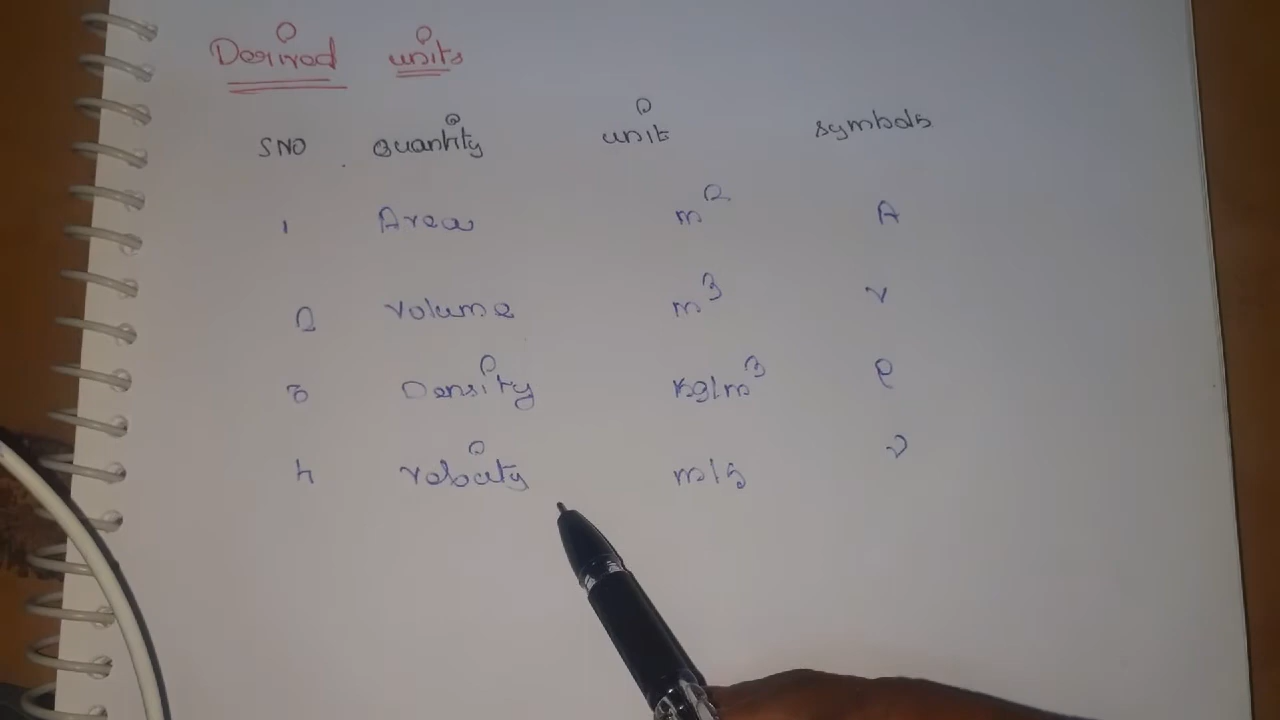 Derived units
SNO Quantity unit symbols
1 Area m² A
2 Volume m³ v
3 Density Kg/m³ ρ
4 velocity m/s v